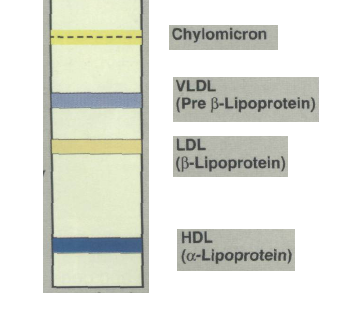 Chylomicron
VLDL
(Pre β-Lipoprotein)
LDL
(β-Lipoprotein)
HDL
(α-Lipoprotein)